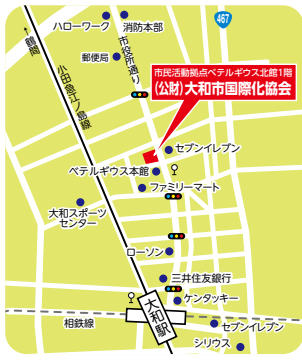 ハローワーク
消防本部
467
←鶴間
郵便局
市役所通り
小田急江ノ島線
市民活動拠点ベテルギウス北館1階
(公財)大和市国際化協会
セブンイレブン
ベテルギウス本館
ファミリーマート
大和スポーツ
センター
ローソン
三井住友銀行
ケンタッキー
大和駅
相鉄線
セブンイレブン
シリウス